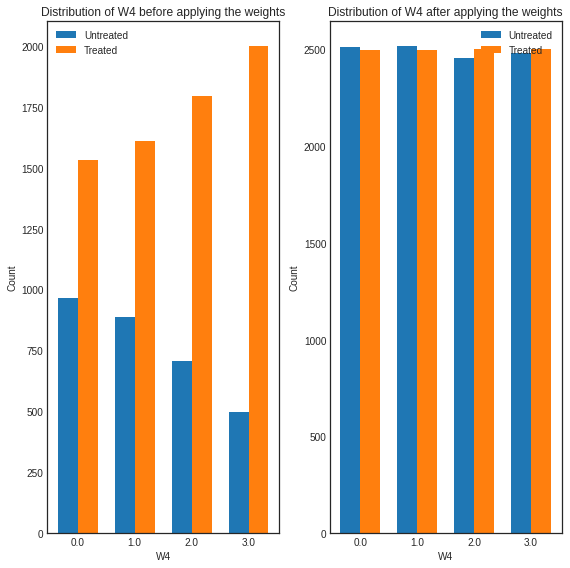 Distribution of W4 before applying the weights
Untreated
Treated
2000
1750
1500
1250
1000
750
500
250
0
Count
0.0 1.0 2.0 3.0
W4
Distribution of W4 after applying the weights
Untreated
Treated
2500
2000
1500
1000
500
0
Count
0.0 1.0 2.0 3.0
W4